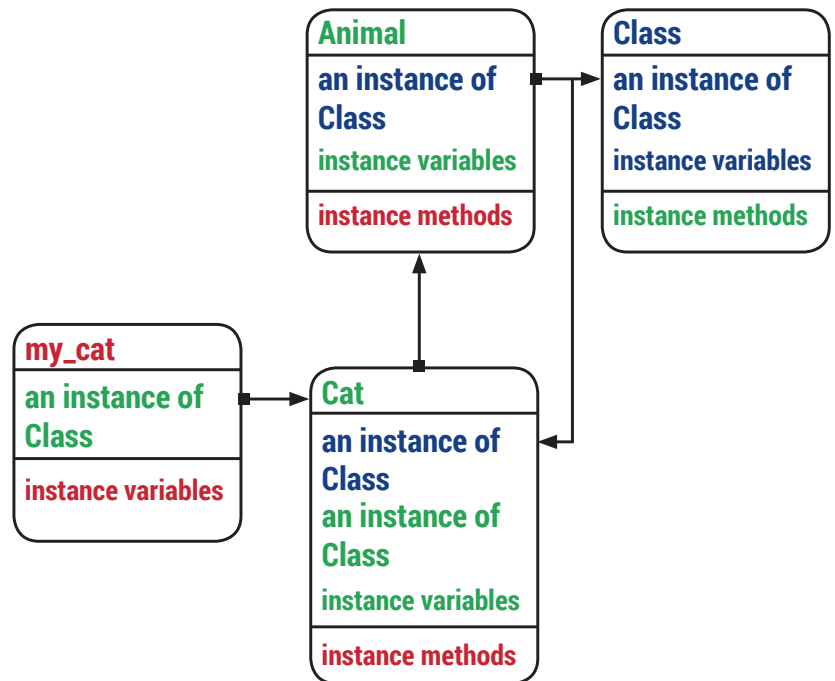 Animal
an instance of
Class
instance variables
instance methods
Class
an instance of
Class
instance variables
instance methods
my_cat
an instance of
Class
instance variables
Cat
an instance of
Class
an instance of
Class
instance variables
instance methods